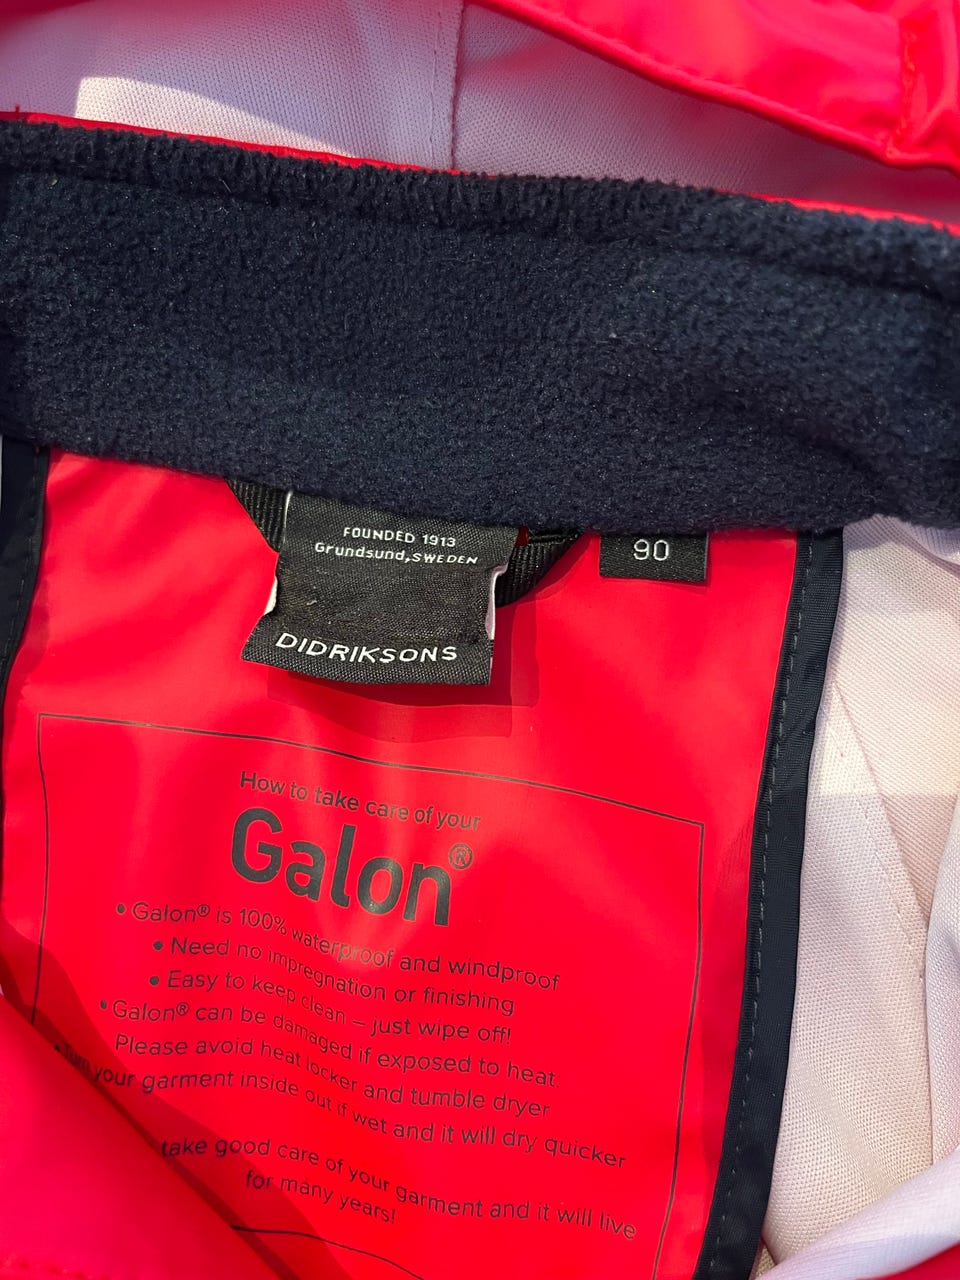 FOUNDED 1913
Grundsund, SWEDEN
DIDRIKSONS
90
How to take care of your
Galon®
• Galon® is 100% waterproof and windproof
• Need no impregnation or finishing
• Easy to keep clean – just wipe off!
• Galon® can be damaged if exposed to heat.
Please avoid heat locker and tumble dryer
• Turn your garment inside out if wet and it will dry quicker
take good care of your garment and it will live
for many years!